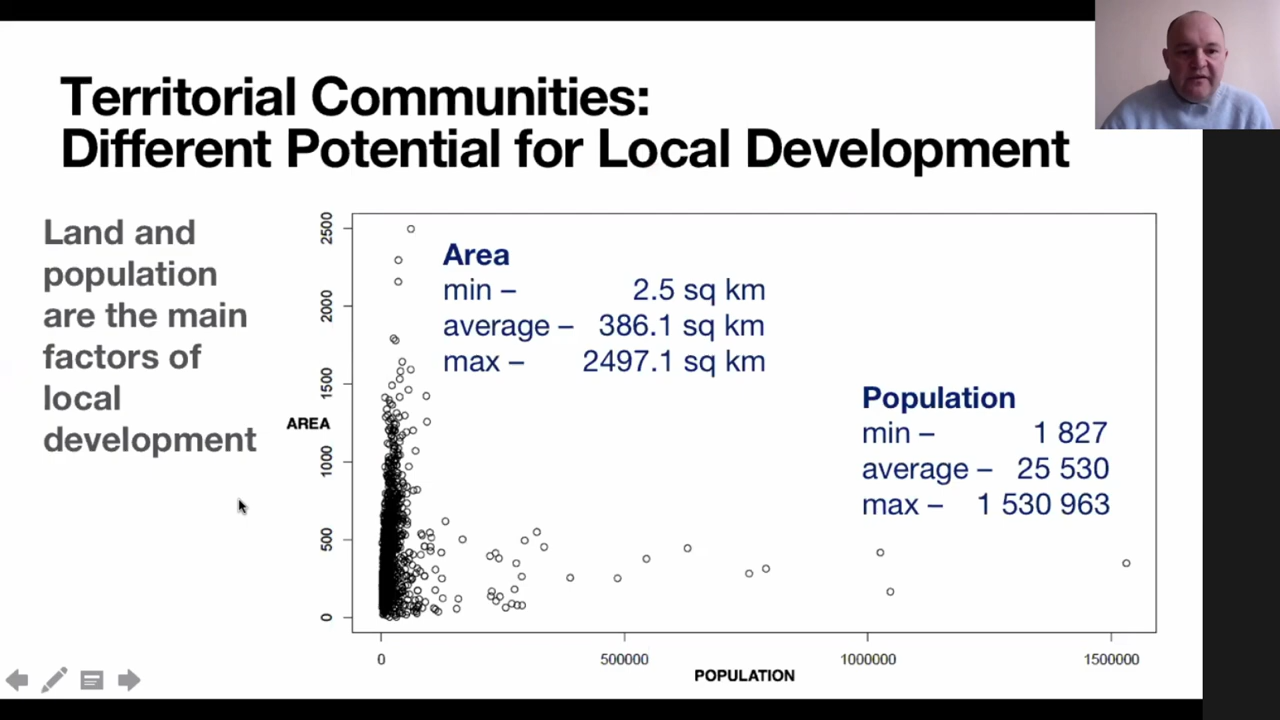 Territorial Communities:
Different Potential for Local Development
Land and
population
are the main
factors of
local
development
Area
min – 2.5 sq km
average – 386.1 sq km
max – 2497.1 sq km
Population
min – 1 827
average – 25 530
max – 1 530 963
AREA
2500
2000
1500
1000
500
0
0 500000 1000000 1500000
POPULATION